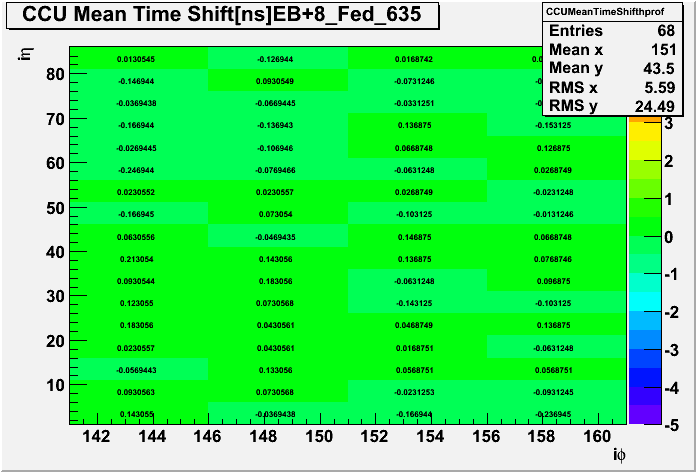 CCU Mean Time Shift[ns]EB+8_Fed_635
CCUMeanTimeShifthprof
Entries 68
Mean x 151
Mean y 43.5
RMS x 5.59
RMS y 24.49
iη
0.0130545 -0.126944 0.0168742
80
-0.146944 0.0930549 -0.0731246
-0.0369438 -0.0669445 -0.0331251
70
-0.166944 -0.136943 0.136875 -0.153125
-0.0269445 -0.106946 0.0668748 0.126875
60
-0.246944 -0.0769466 -0.0631248 0.0268749
0.0230552 0.0230557 0.0268749 -0.0231248
50
-0.166945 0.073054 -0.103125 -0.0131246
0.0630556 -0.0469435 0.146875 0.0668748
40
0.213054 0.143056 0.136875 0.0768746
0.0930544 0.183056 -0.0631248 0.096875
30
0.123055 0.0730568 -0.143125 -0.103125
0.183056 0.0430561 0.0468749 0.136875
20
0.0230557 0.0430561 0.0168751 -0.0631248
-0.0569443 0.133056 0.0568751 0.0568751
10
0.0930563 0.0730568 -0.0231253 -0.0931245
0.143055 -0.0369438 -0.166944 -0.236945
142 144 146 148 150 152 154 156 158 160
iφ
3
2
1
0
-1
-2
-3
-4
-5